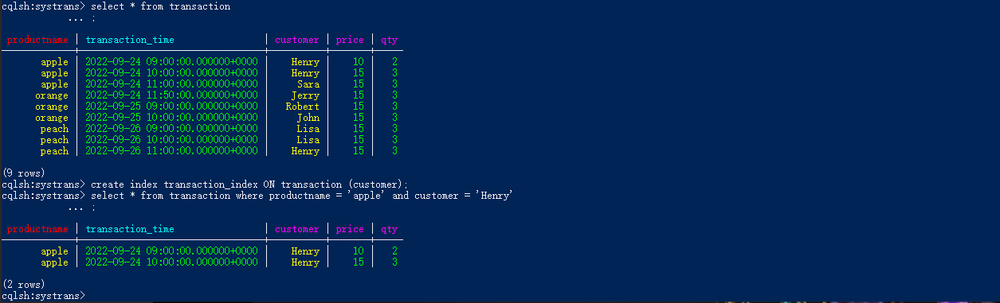 cqlsh:systrans> select * from transaction
... ;
productname | transaction_time | customer | price | qty
apple | 2022-09-24 09:00:00.000000+0000 | Henry | 10 | 2
apple | 2022-09-24 10:00:00.000000+0000 | Henry | 15 | 3
apple | 2022-09-24 11:00:00.000000+0000 | Sara | 15 | 3
orange | 2022-09-24 11:50:00.000000+0000 | Jerry | 15 | 3
orange | 2022-09-25 09:00:00.000000+0000 | Robert | 15 | 3
orange | 2022-09-25 10:00:00.000000+0000 | John | 15 | 3
peach | 2022-09-26 09:00:00.000000+0000 | Lisa | 15 | 3
peach | 2022-09-26 10:00:00.000000+0000 | Lisa | 15 | 3
peach | 2022-09-26 11:00:00.000000+0000 | Henry | 15 | 3
(9 rows)
cqlsh:systrans> create index transaction_index ON transaction (customer);
cqlsh:systrans> select * from transaction where productname = 'apple' and customer = 'Henry'
... ;
productname | transaction_time | customer | price | qty
apple | 2022-09-24 09:00:00.000000+0000 | Henry | 10 | 2
apple | 2022-09-24 10:00:00.000000+0000 | Henry | 15 | 3
(2 rows)
cqlsh:systrans>